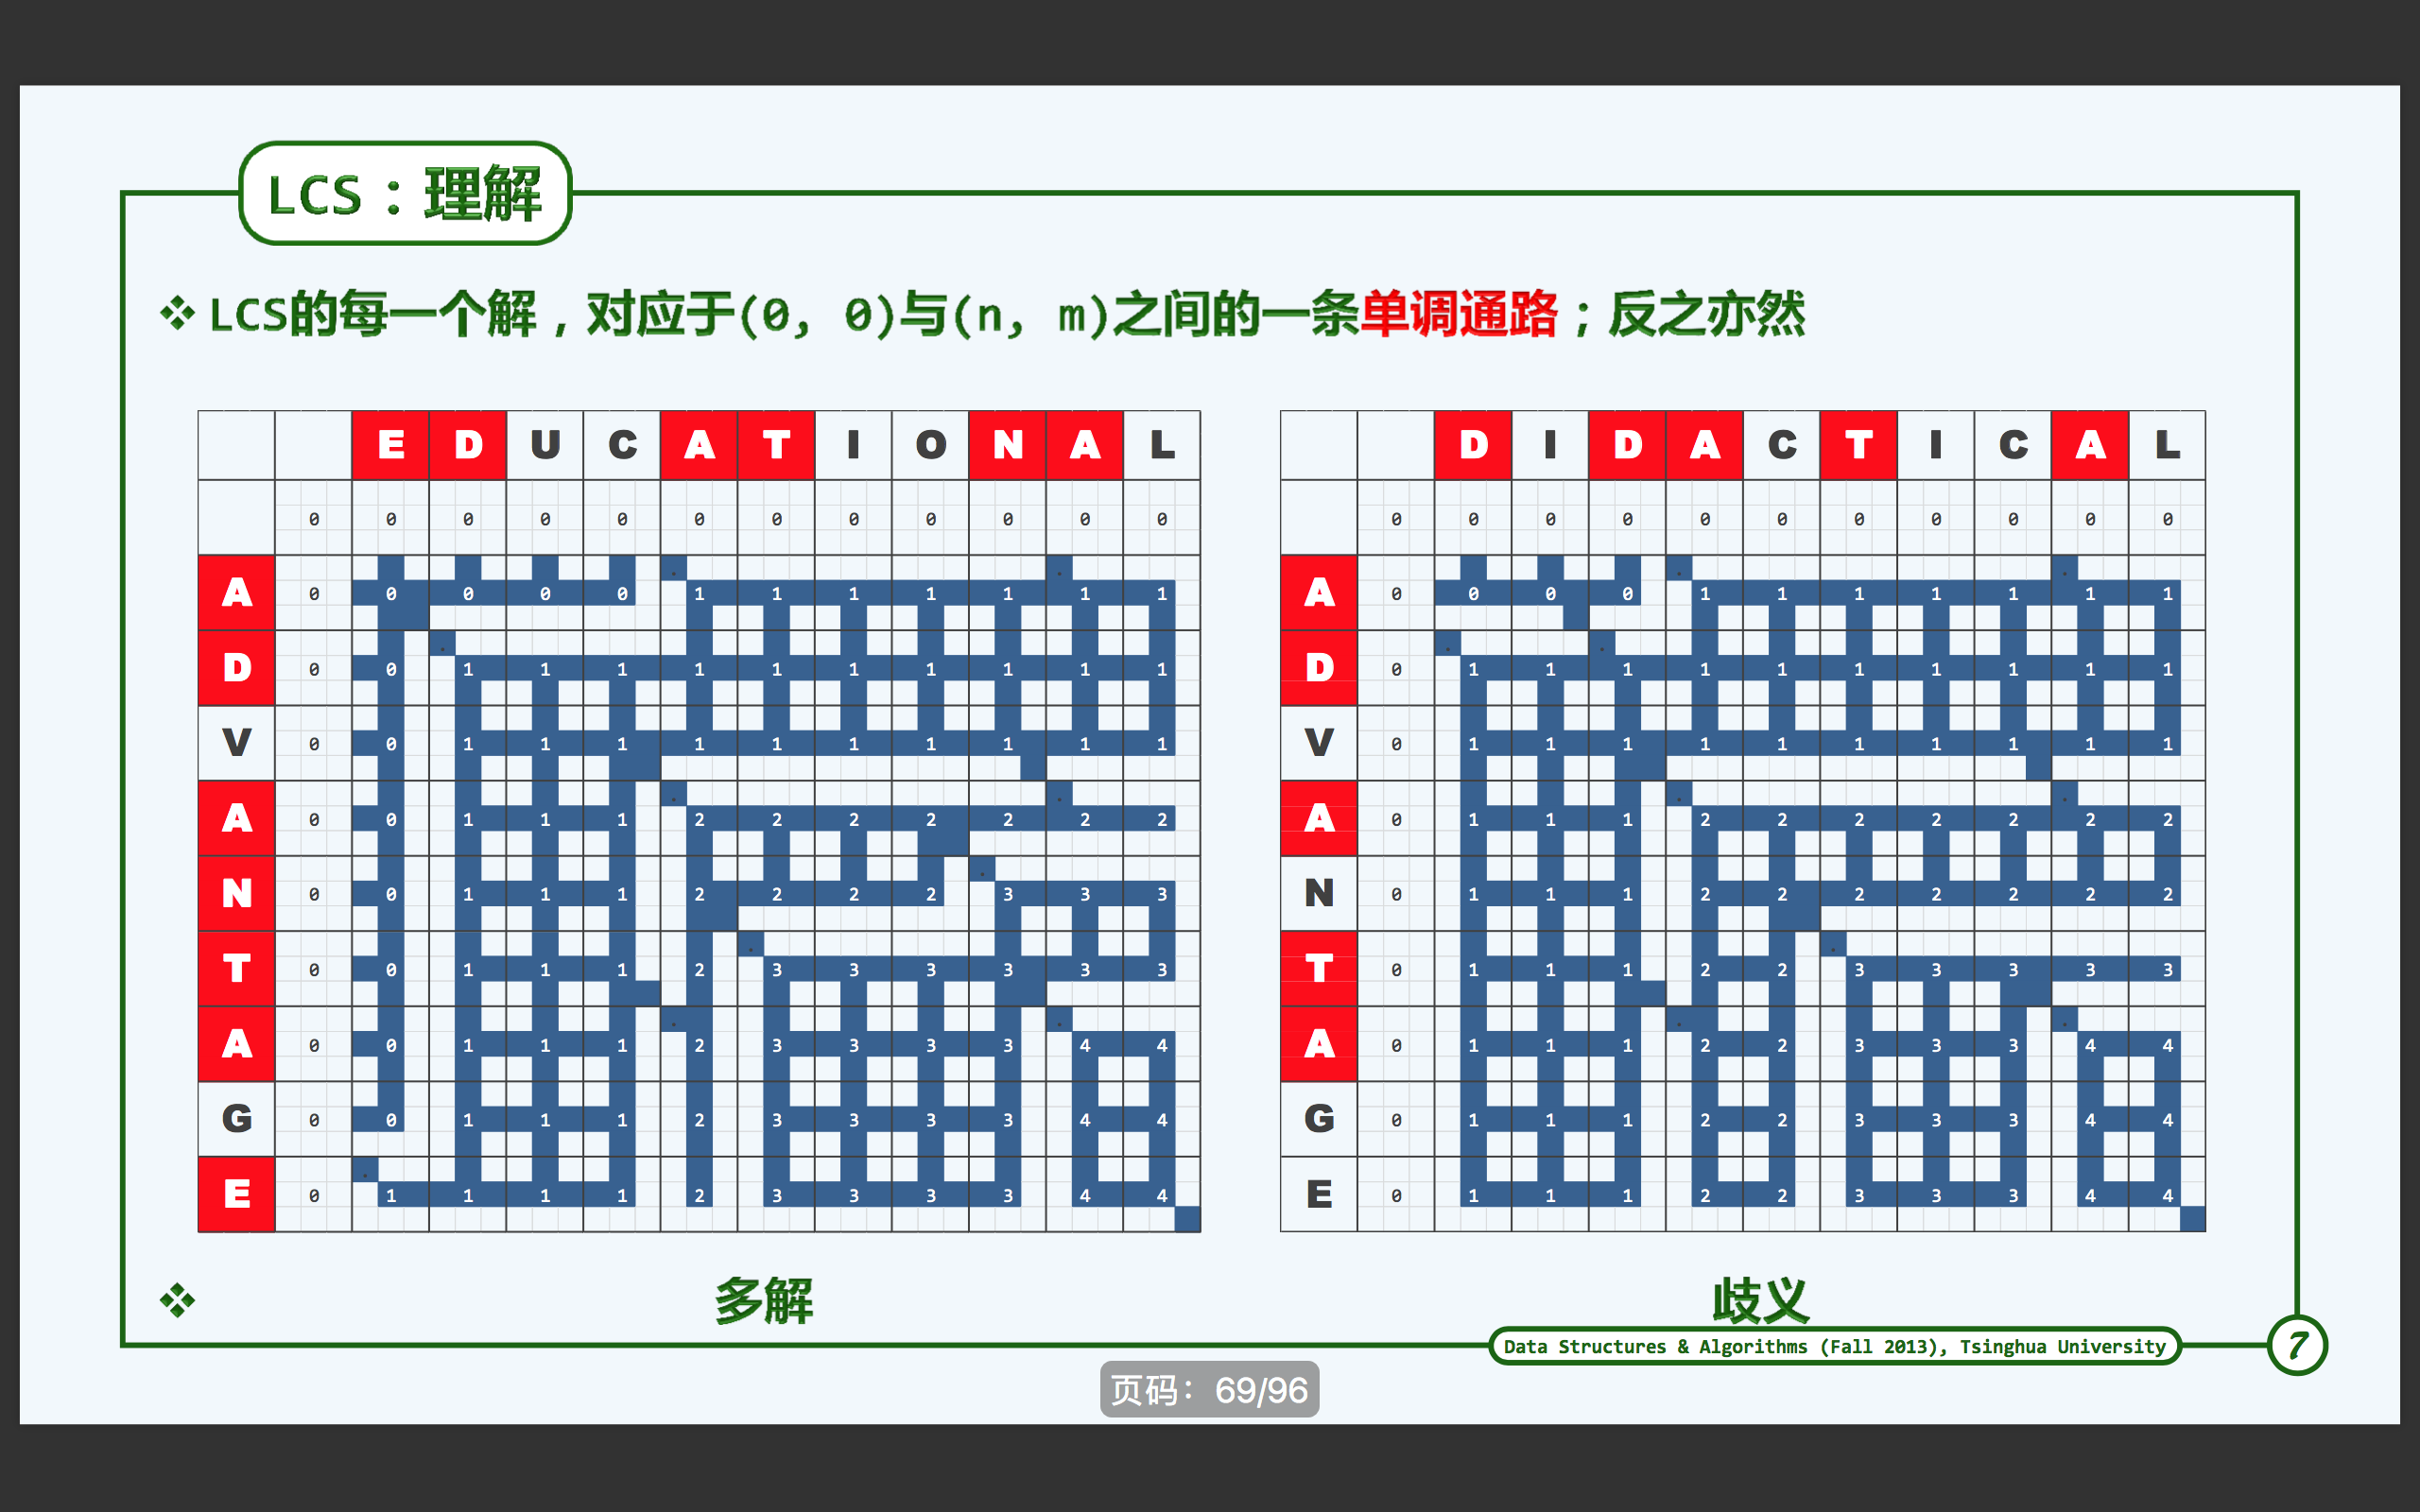 LCS：理解
LCS的每一个解，对应于(0, 0)与(n, m)之间的一条单调通路；反之亦然
E D U C A T I O N A L
0 0 0 0 0 0 0 0 0 0 0 0
A 0 0 0 0 0 1 1 1 1 1 1 1
D 0 0 1 1 1 1 1 1 1 1 1 1
V 0 0 1 1 1 1 1 1 1 1 1 1
A 0 0 1 1 1 2 2 2 2 2 2 2
N 0 0 1 1 1 2 2 2 2 3 3 3
T 0 0 1 1 1 2 3 3 3 3 3 3
A 0 0 1 1 1 2 3 3 3 3 4 4
G 0 0 1 1 1 2 3 3 3 3 4 4
E 0 1 1 1 1 2 3 3 3 3 4 4
D I D A C T I C A L
0 0 0 0 0 0 0 0 0 0 0
A 0 0 0 0 1 1 1 1 1 1 1
D 0 1 1 1 1 1 1 1 1 1 1
V 0 1 1 1 1 1 1 1 1 1 1
A 0 1 1 1 2 2 2 2 2 2 2
N 0 1 1 1 2 2 2 2 2 2 2
T 0 1 1 1 2 2 3 3 3 3 3
A 0 1 1 1 2 2 3 3 3 4 4
G 0 1 1 1 2 2 3 3 3 4 4
E 0 1 1 1 2 2 3 3 3 4 4
多解
歧义
Data Structures & Algorithms (Fall 2013), Tsinghua University
7
页码：69/96